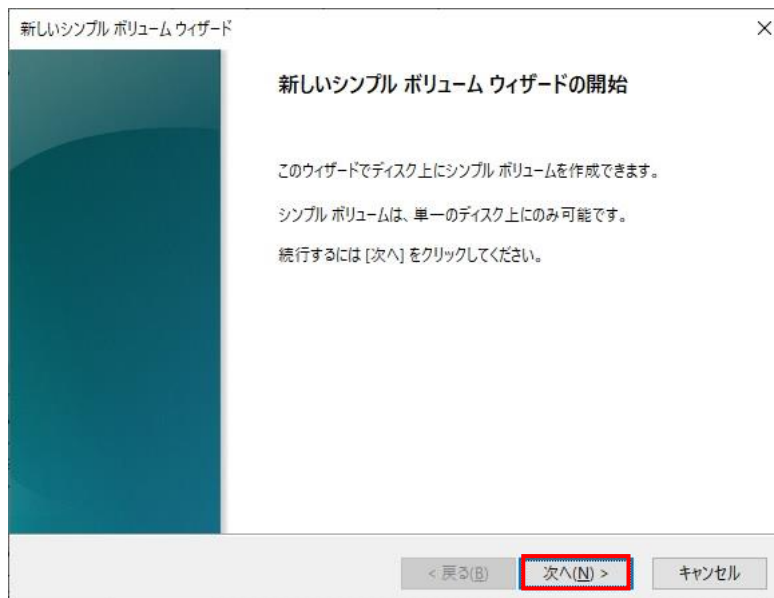 新しいシンプル ボリューム ウィザード
新しいシンプル ボリューム ウィザードの開始
このウィザードでディスク上にシンプル ボリュームを作成できます。
シンプル ボリュームは、単一のディスク上にのみ可能です。
続行するには [次へ] をクリックしてください。
< 戻る(B) 次へ(N) > キャンセル